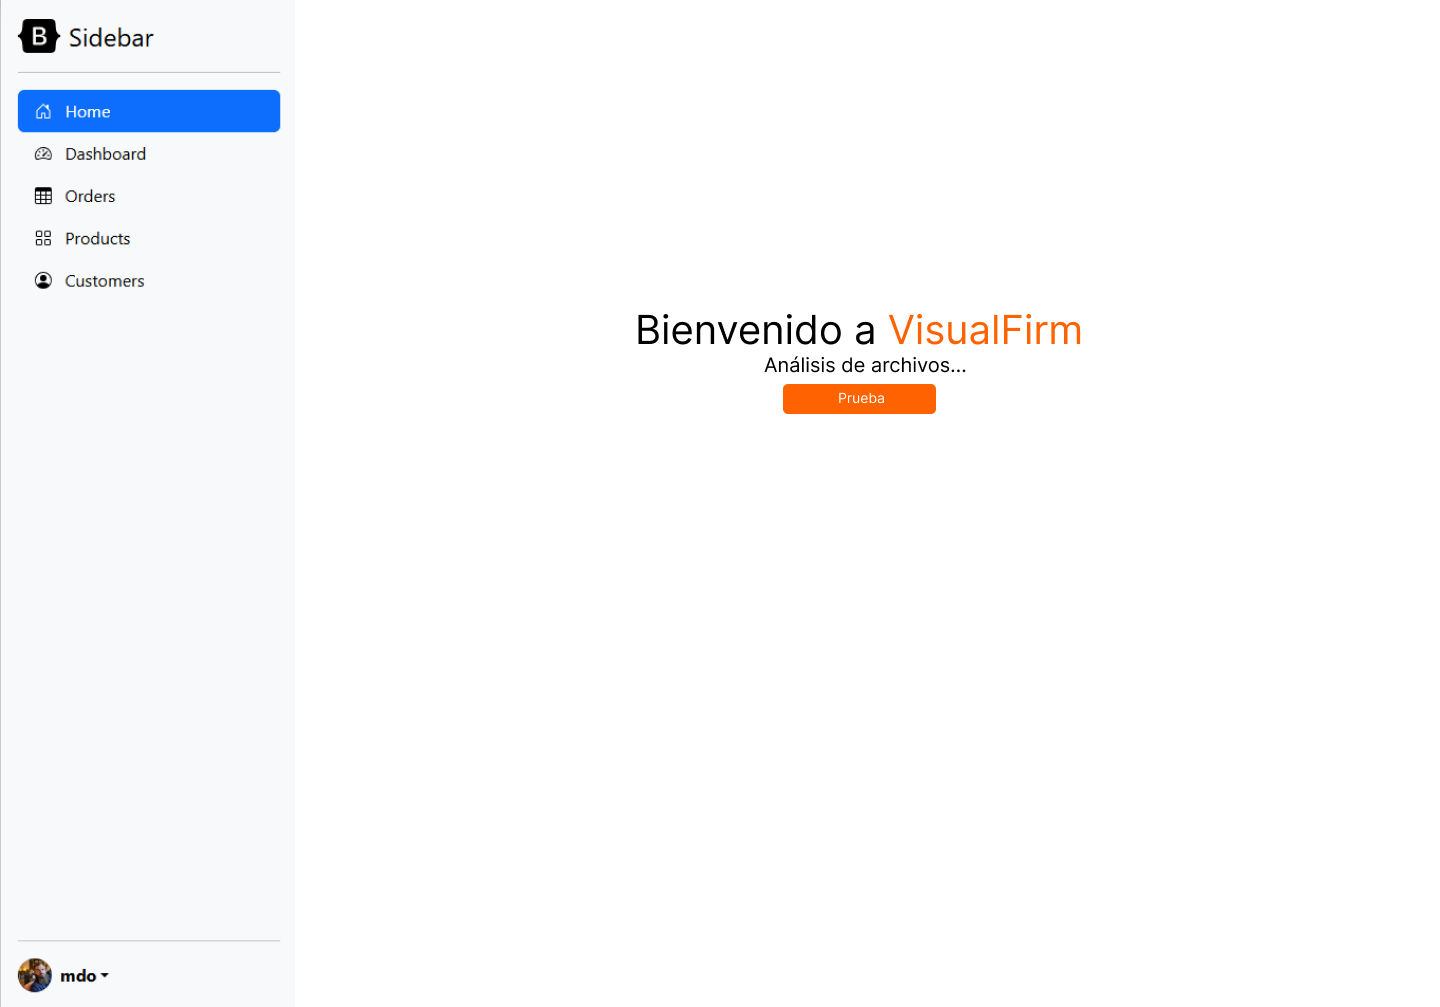 B Sidebar
Home
Dashboard
Orders
Products
Customers
Bienvenido a VisualFirm
Análisis de archivos...
Prueba
mdo